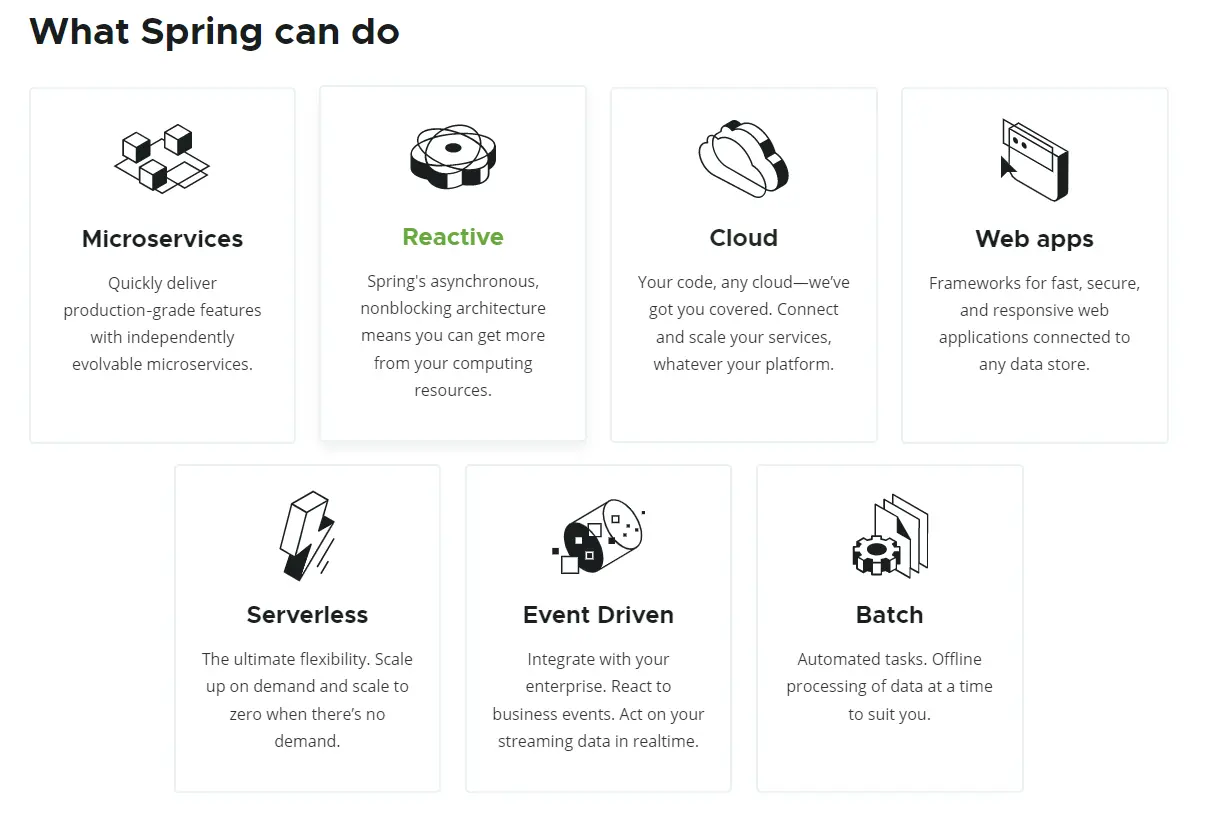 What Spring can do
Microservices
Quickly deliver
production-grade features
with independently
evolvable microservices.
Reactive
Spring's asynchronous,
nonblocking architecture
means you can get more
from your computing
resources.
Cloud
Your code, any cloud—we’ve
got you covered. Connect
and scale your services,
whatever your platform.
Web apps
Frameworks for fast, secure,
and responsive web
applications connected to
any data store.
Serverless
The ultimate flexibility. Scale
up on demand and scale to
zero when there’s no
demand.
Event Driven
Integrate with your
enterprise. React to
business events. Act on your
streaming data in realtime.
Batch
Automated tasks. Offline
processing of data at a time
to suit you.